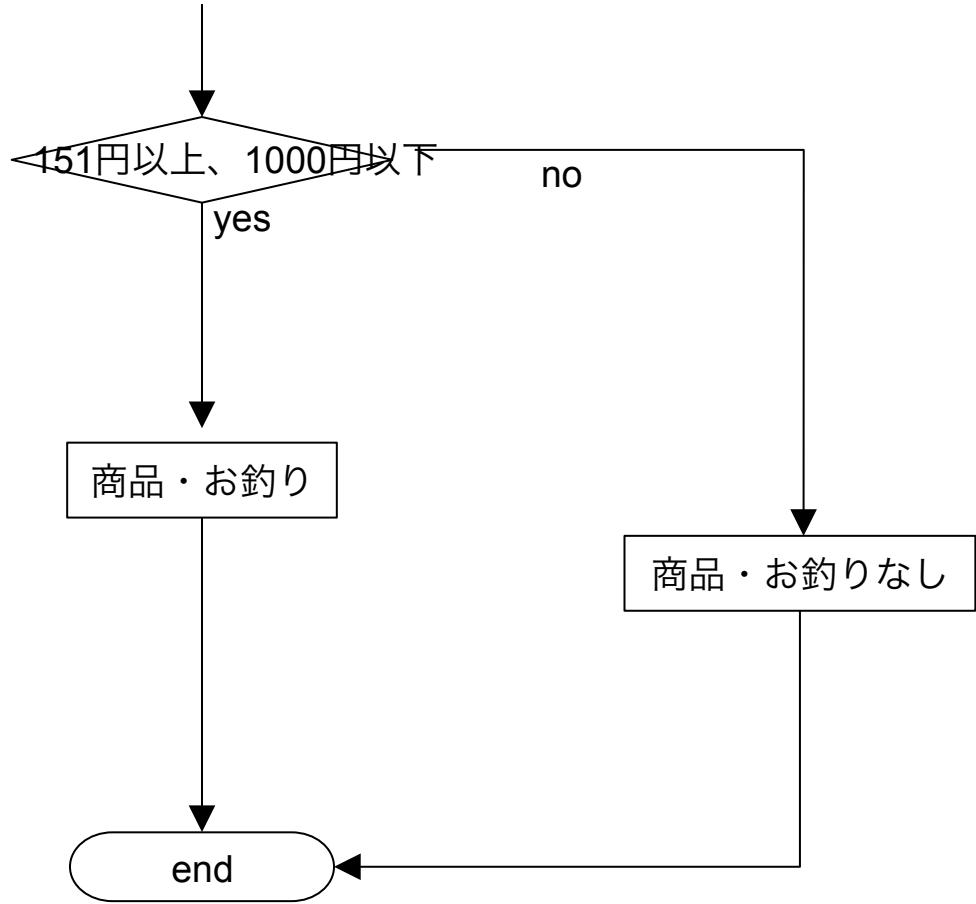 151円以上、1000円以下
no
yes
商品・お釣り
商品・お釣りなし
end